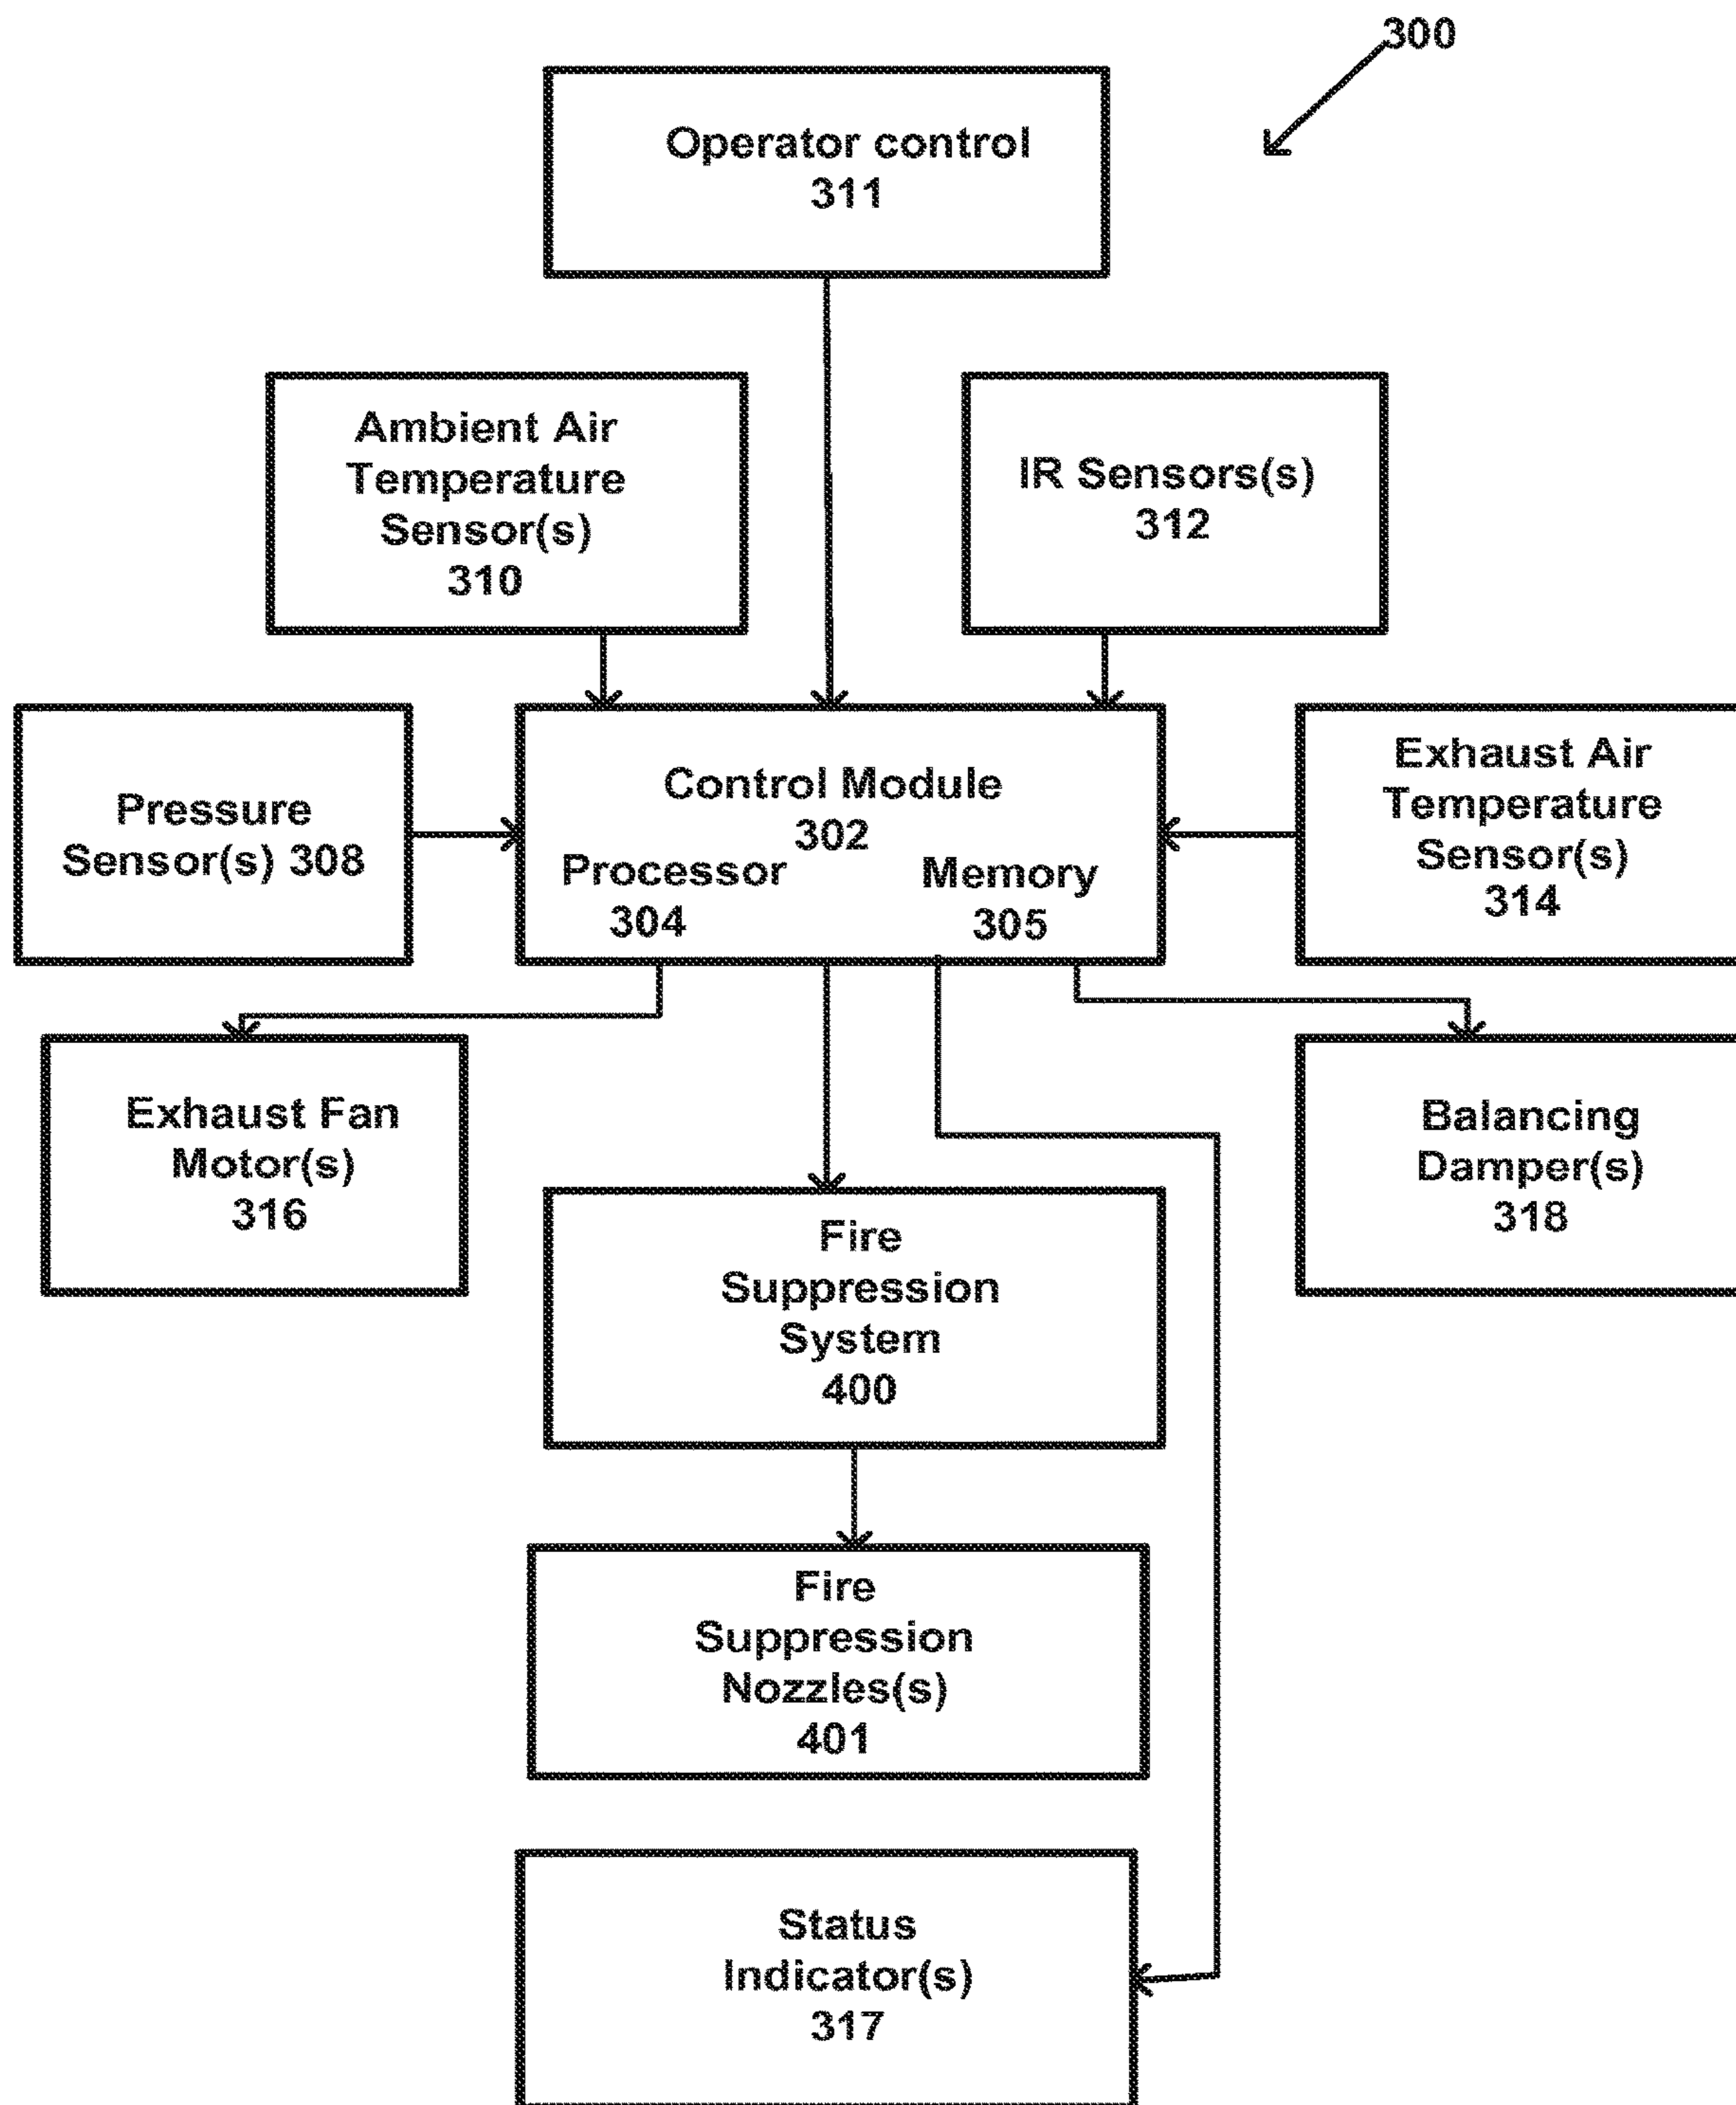 300
Operator control
311
Ambient Air
Temperature
Sensor(s)
310
IR Sensors(s)
312
Pressure
Sensor(s) 308
Control Module
302
Processor
304
Memory
305
Exhaust Air
Temperature
Sensor(s)
314
Exhaust Fan
Motor(s)
316
Balancing
Damper(s)
318
Fire
Suppression
System
400
Fire
Suppression
Nozzles(s)
401
Status
Indicator(s)
317